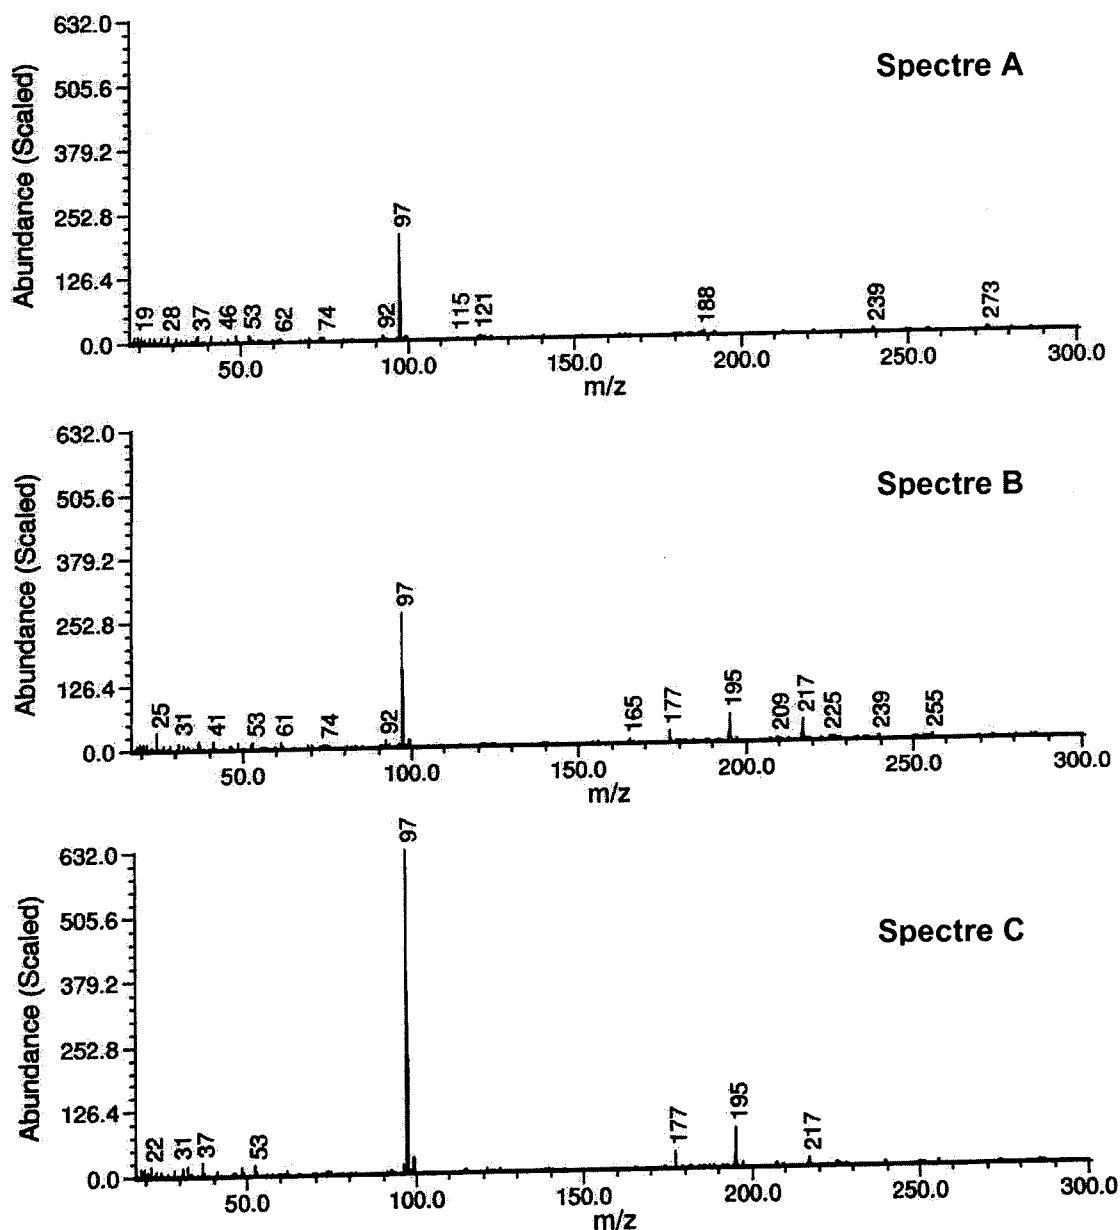 632.0
Spectre A
505.6
379.2
252.8
126.4
0.0
Abundance (Scaled)
19 28 37 46 53 62 74 92 97 115 121 188 239 273
50.0 100.0 150.0 200.0 250.0 300.0
m/z
632.0
Spectre B
505.6
379.2
252.8
126.4
0.0
Abundance (Scaled)
25 31 41 53 61 74 92 97 165 177 195 209 217 225 239 255
50.0 100.0 150.0 200.0 250.0 300.0
m/z
632.0
Spectre C
505.6
379.2
252.8
126.4
0.0
Abundance (Scaled)
22 31 37 53 97 177 195 217
50.0 100.0 150.0 200.0 250.0 300.0
m/z